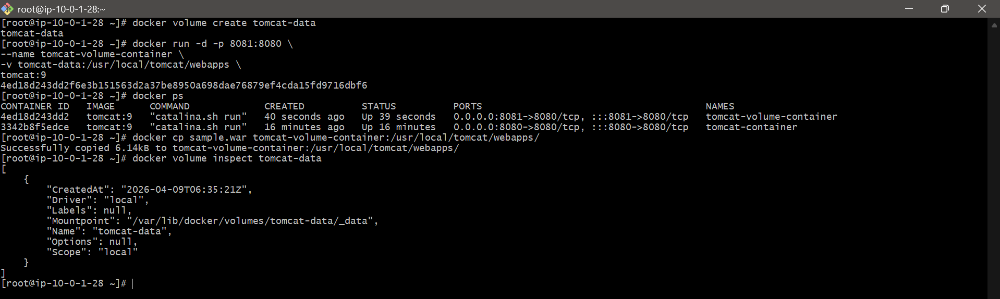 root@ip-10-0-1-28:~
[root@ip-10-0-1-28 ~]# docker volume create tomcat-data
tomcat-data
[root@ip-10-0-1-28 ~]# docker run -d -p 8081:8080 \
--name tomcat-volume-container \
-v tomcat-data:/usr/local/tomcat/webapps \
tomcat:9
4ed18d243dd2f6e3b151563d2a37be8950a698dae76879ef4cda15fd9716dbf6
[root@ip-10-0-1-28 ~]# docker ps
CONTAINER ID   IMAGE      COMMAND             CREATED          STATUS          PORTS                                       NAMES
4ed18d243dd2   tomcat:9   "catalina.sh run"   40 seconds ago   Up 39 seconds   0.0.0.0:8081->8080/tcp, :::8081->8080/tcp   tomcat-volume-container
3342b8f5edce   tomcat:9   "catalina.sh run"   16 minutes ago   Up 16 minutes   0.0.0.0:8080->8080/tcp, :::8080->8080/tcp   tomcat-container
[root@ip-10-0-1-28 ~]# docker cp sample.war tomcat-volume-container:/usr/local/tomcat/webapps/
Successfully copied 6.14kB to tomcat-volume-container:/usr/local/tomcat/webapps/
[root@ip-10-0-1-28 ~]# docker volume inspect tomcat-data
[
    {
        "CreatedAt": "2026-04-09T06:35:21Z",
        "Driver": "local",
        "Labels": null,
        "Mountpoint": "/var/lib/docker/volumes/tomcat-data/_data",
        "Name": "tomcat-data",
        "Options": null,
        "Scope": "local"
    }
]
[root@ip-10-0-1-28 ~]#